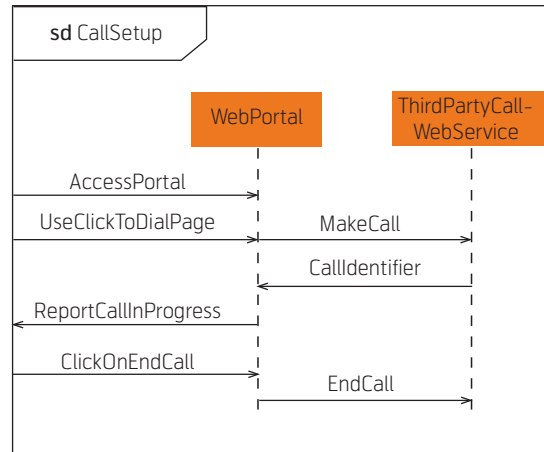 sd CallSetup
WebPortal
ThirdPartyCall-
WebService
AccessPortal
UseClickToDialPage
MakeCall
CallIdentifier
ReportCallInProgress
ClickOnEndCall
EndCall